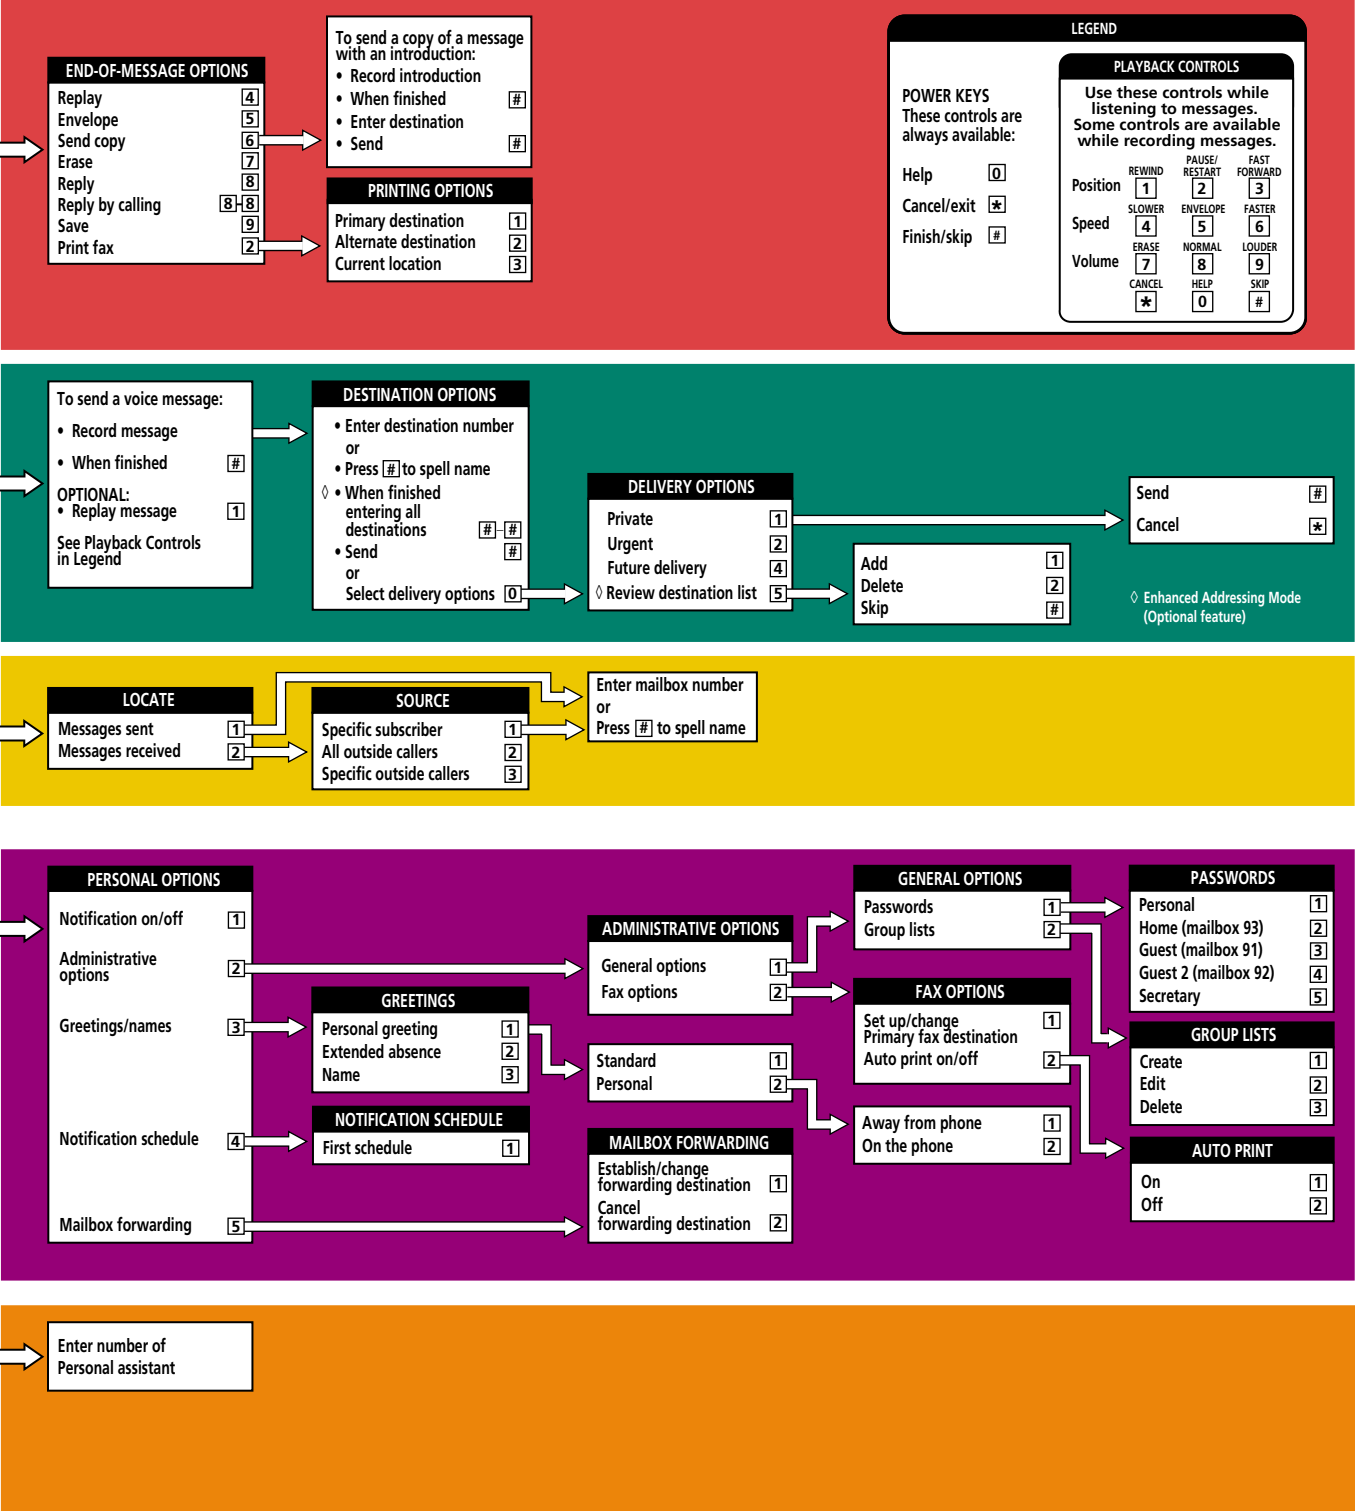 END-OF-MESSAGE OPTIONS
Replay 4
Envelope 5
Send copy 6
Erase 7
Reply 8
Reply by calling 8-8
Save 9
Print fax 2
To send a copy of a message
with an introduction:
• Record introduction
• When finished #
• Enter destination
• Send #
PRINTING OPTIONS
Primary destination 1
Alternate destination 2
Current location 3
LEGEND
POWER KEYS
These controls are
always available:
Help 0
Cancel/exit *
Finish/skip #
PLAYBACK CONTROLS
Use these controls while
listening to messages.
Some controls are available
while recording messages.
REWIND PAUSE/ RESTART FAST FORWARD
Position 1 2 3
SLOWER ENVELOPE FASTER
Speed 4 5 6
ERASE NORMAL LOUDER
Volume 7 8 9
CANCEL HELP SKIP
* 0 #
To send a voice message:
• Record message
• When finished #
OPTIONAL:
• Replay message 1
See Playback Controls
in Legend
DESTINATION OPTIONS
• Enter destination number
or
• Press # to spell name
◊ • When finished
entering all
destinations #–#
• Send #
or
Select delivery options 0
DELIVERY OPTIONS
Private 1
Urgent 2
Future delivery 4
◊ Review destination list 5
Add 1
Delete 2
Skip #
Send #
Cancel *
◊ Enhanced Addressing Mode
(Optional feature)
LOCATE
Messages sent 1
Messages received 2
SOURCE
Specific subscriber 1
All outside callers 2
Specific outside callers 3
Enter mailbox number
or
Press # to spell name
PERSONAL OPTIONS
Notification on/off 1
Administrative
options 2
Greetings/names 3
Notification schedule 4
Mailbox forwarding 5
GREETINGS
Personal greeting 1
Extended absence 2
Name 3
NOTIFICATION SCHEDULE
First schedule 1
ADMINISTRATIVE OPTIONS
General options 1
Fax options 2
Standard 1
Personal 2
MAILBOX FORWARDING
Establish/change
forwarding destination 1
Cancel
forwarding destination 2
GENERAL OPTIONS
Passwords 1
Group lists 2
FAX OPTIONS
Set up/change 1
Primary fax destination
Auto print on/off 2
Away from phone 1
On the phone 2
PASSWORDS
Personal 1
Home (mailbox 93) 2
Guest (mailbox 91) 3
Guest 2 (mailbox 92) 4
Secretary 5
GROUP LISTS
Create 1
Edit 2
Delete 3
AUTO PRINT
On 1
Off 2
Enter number of
Personal assistant